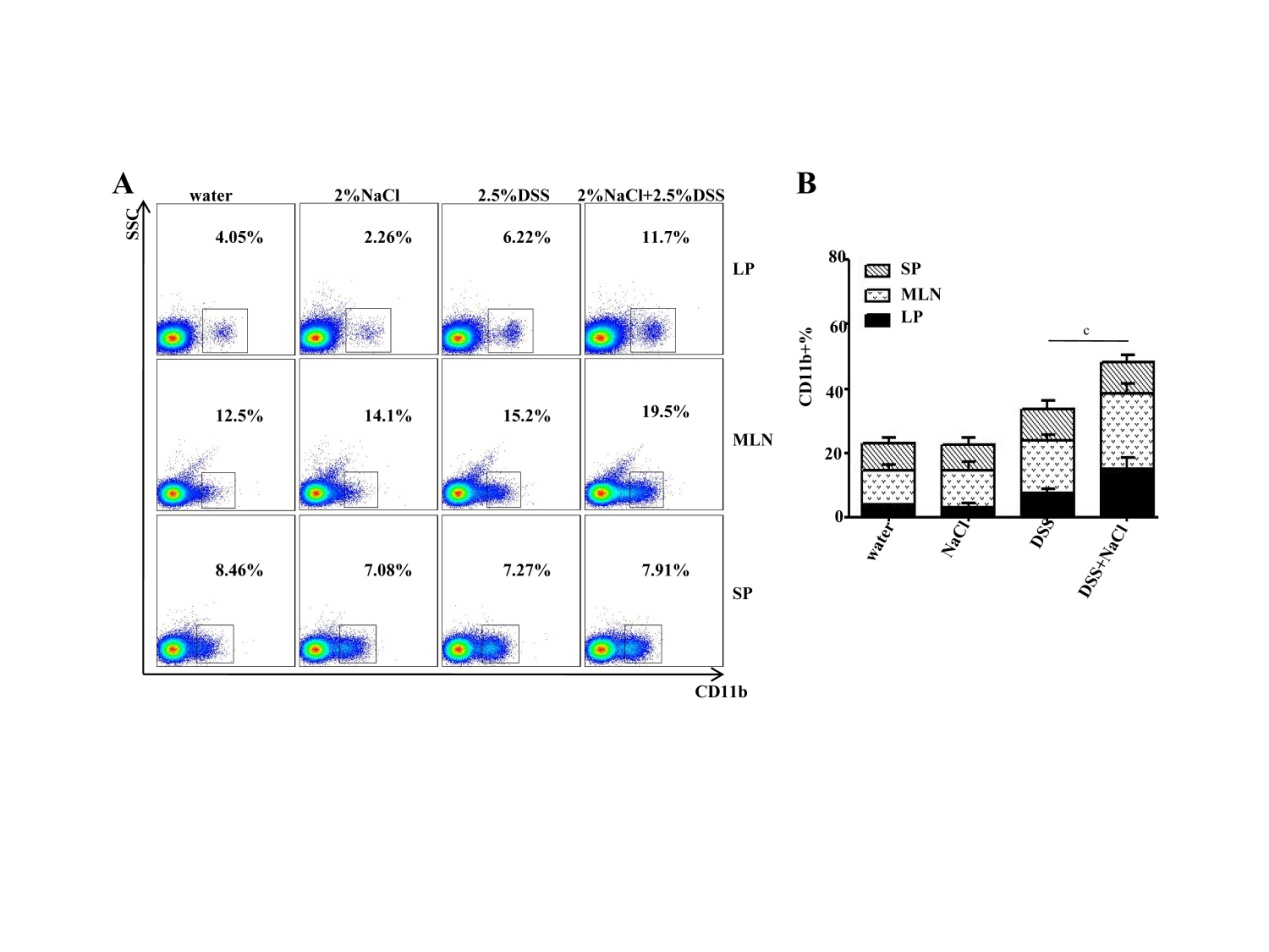 A
B
water
2%NaCl
2.5%DSS
2%NaCl+2.5%DSS
SSC
4.05%
2.26%
6.22%
11.7%
LP
12.5%
14.1%
15.2%
19.5%
MLN
8.46%
7.08%
7.27%
7.91%
SP
CD11b
80
60
40
20
0
CD11b+%
SP
MLN
LP
c
water
NaCl
DSS
DSS+NaCl